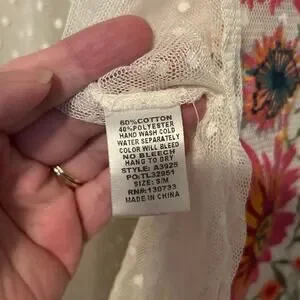 60%COTTON
40%POLYESTER
HAND WASH COLD
WATER SEPARATELY
COLOR WILL BLEED
NO BLEECH
HANG TO DRY
STYLE: A3925
PO:TL32951
SIZE: S/M
RN#:130733
MADE IN CHINA